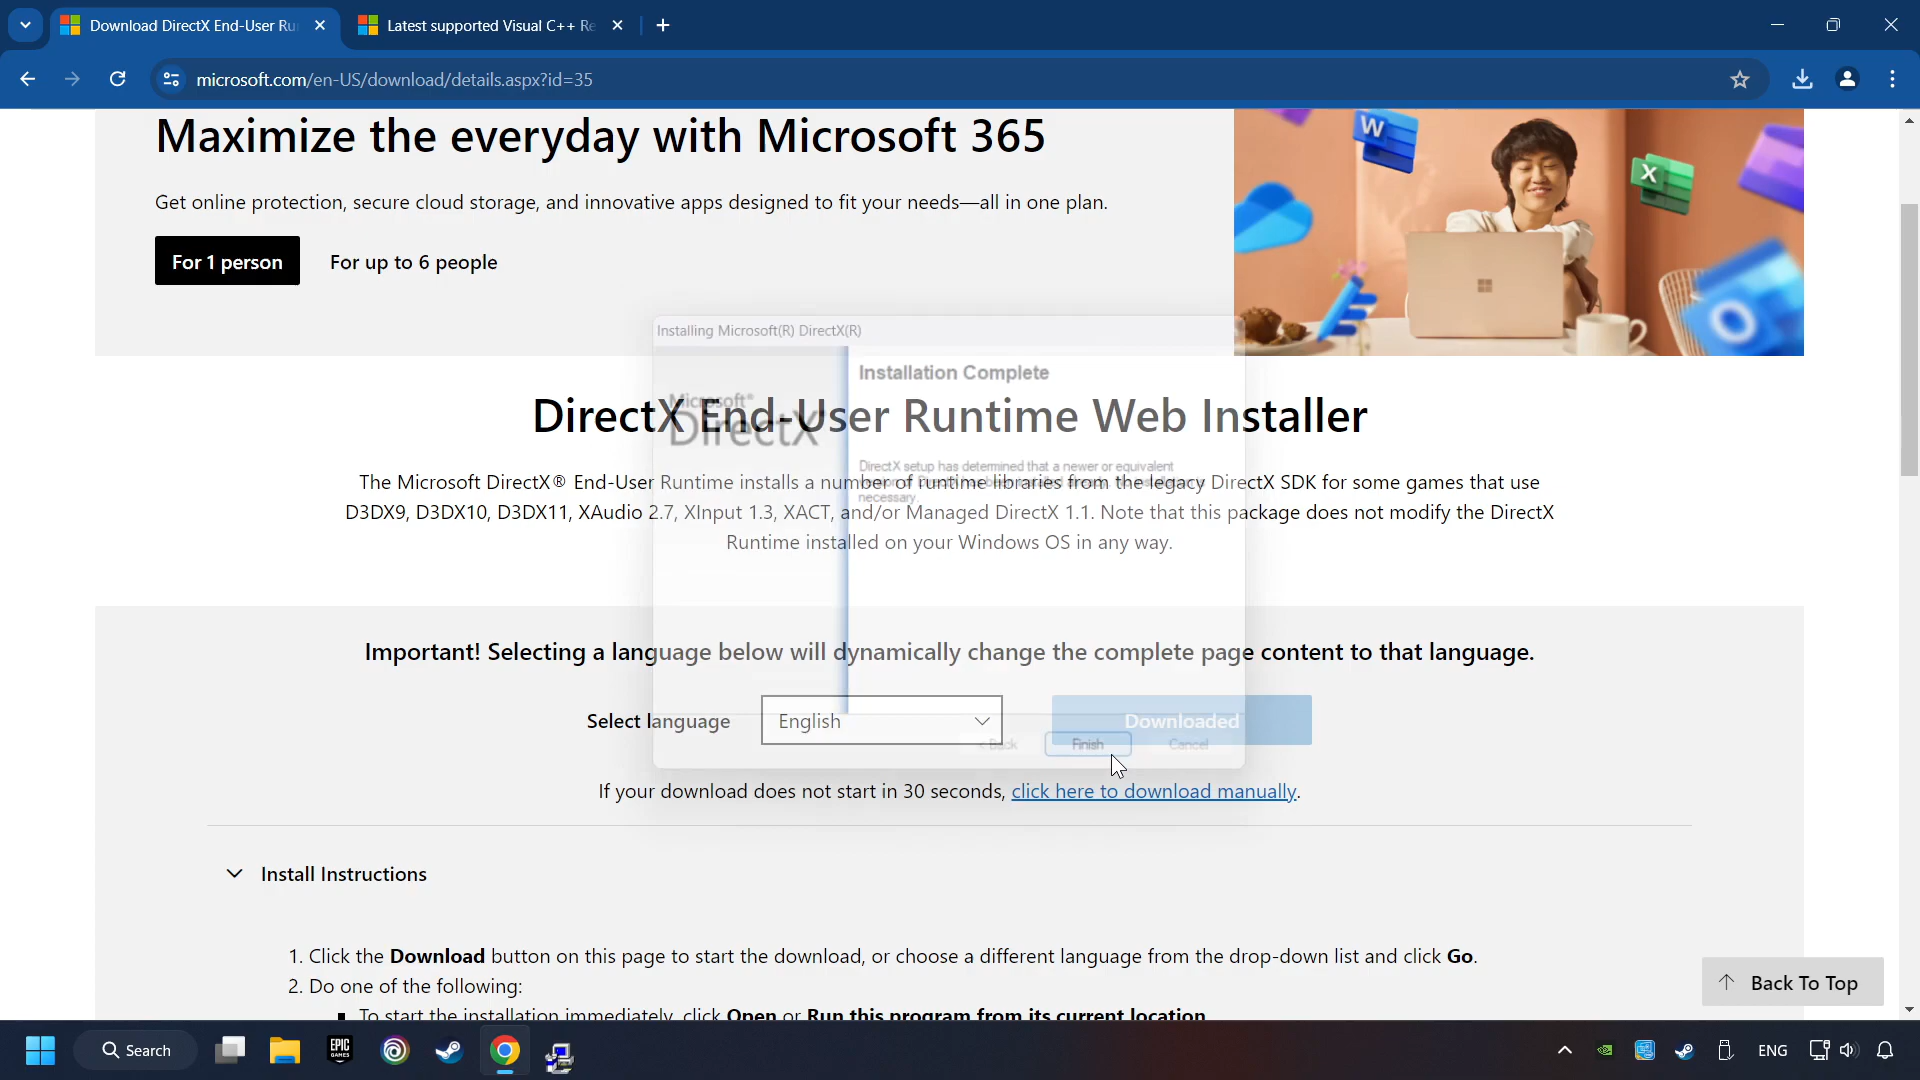 Download DirectX End-User Ru
Latest supported Visual C++ Re
microsoft.com/en-US/download/details.aspx?id=35
Maximize the everyday with Microsoft 365
Get online protection, secure cloud storage, and innovative apps designed to fit your needs—all in one plan.
For 1 person
For up to 6 people
W
X
Installing Microsoft(R) DirectX(R)
Installation Complete
Microsoft®
DirectX
DirectX End-User Runtime Web Installer
DirectX setup has determined that a newer or equivalent
necessary.
The Microsoft DirectX® End-User Runtime installs a number of runtime libraries from the legacy DirectX SDK for some games that use
D3DX9, D3DX10, D3DX11, XAudio 2.7, XInput 1.3, XACT, and/or Managed DirectX 1.1. Note that this package does not modify the DirectX
Runtime installed on your Windows OS in any way.
Important! Selecting a language below will dynamically change the complete page content to that language.
Select language
English
Downloaded
< Back
Finish
Cancel
If your download does not start in 30 seconds, click here to download manually.
Install Instructions
1. Click the Download button on this page to start the download, or choose a different language from the drop-down list and click Go.
2. Do one of the following:
To start the installation immediately, click Open or Run this program from its current location
Back To Top
Search
EPIC
GAMES
ENG